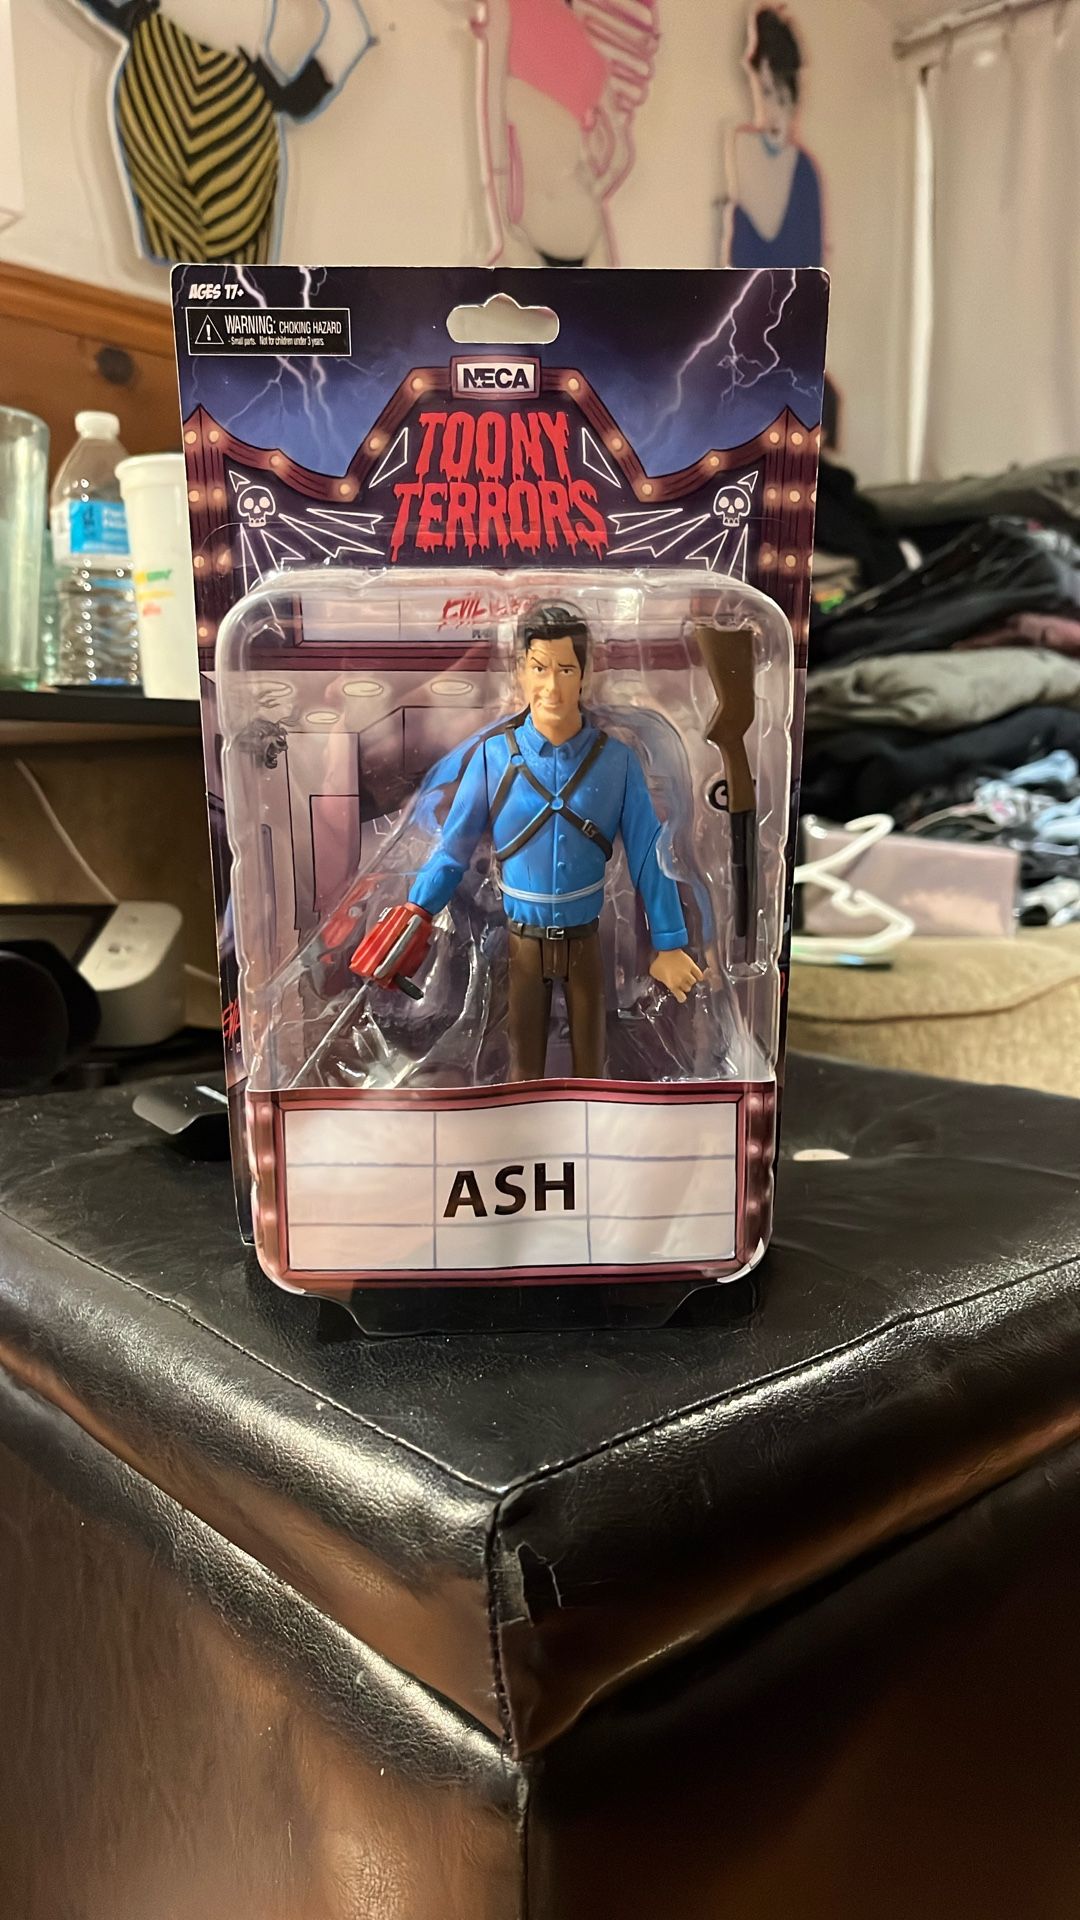 AGES 17+
WARNING: CHOKING HAZARD
- Small parts. Not for children under 3 years.
NECA
TOONY
TERRORS
ASH